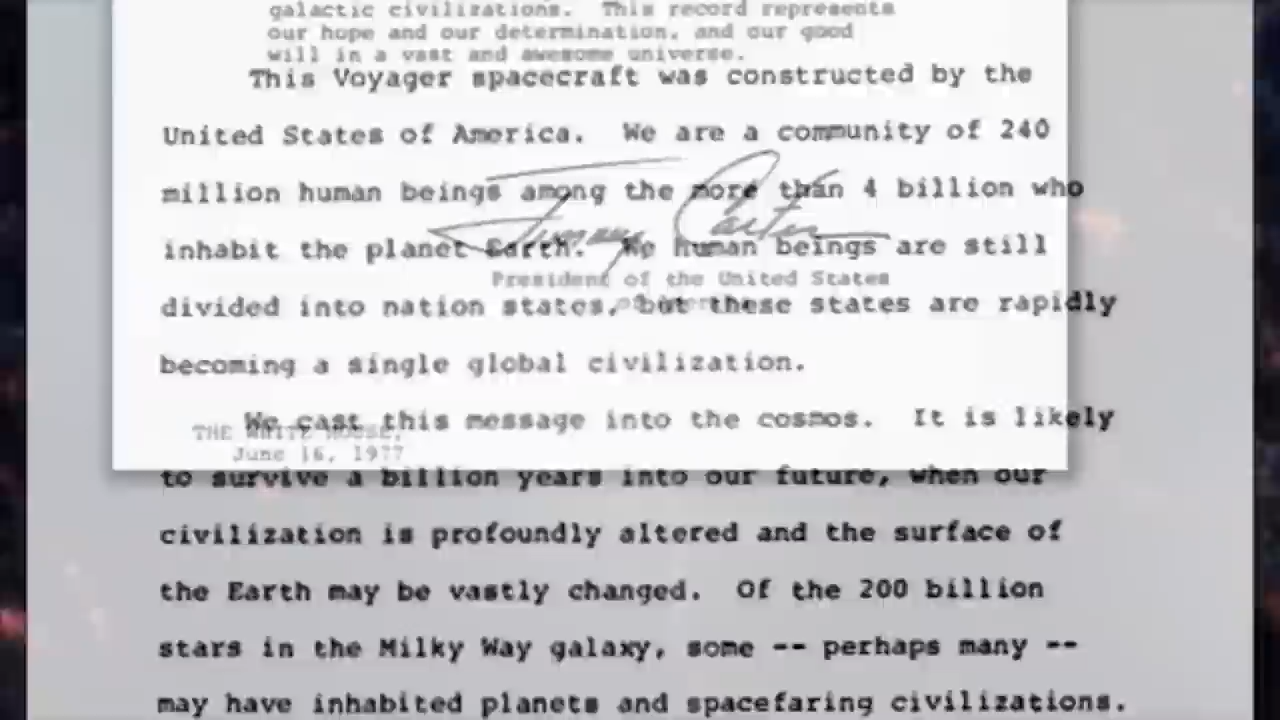 galactic civilizations. This record represents
our hope and our determination, and our good
will in a vast and awesome universe.
This Voyager spacecraft was constructed by the
United States of America. We are a community of 240
million human beings among the more than 4 billion who
Jimmy Carter
inhabit the planet Earth. We human beings are still
President of the United States
divided into nation states, but these states are rapidly
becoming a single global civilization.
We cast this message into the cosmos. It is likely
THE WHITE HOUSE,
June 16, 1977
to survive a billion years into our future, when our
civilization is profoundly altered and the surface of
the Earth may be vastly changed. Of the 200 billion
stars in the Milky Way galaxy, some -- perhaps many --
may have inhabited planets and spacefaring civilizations.